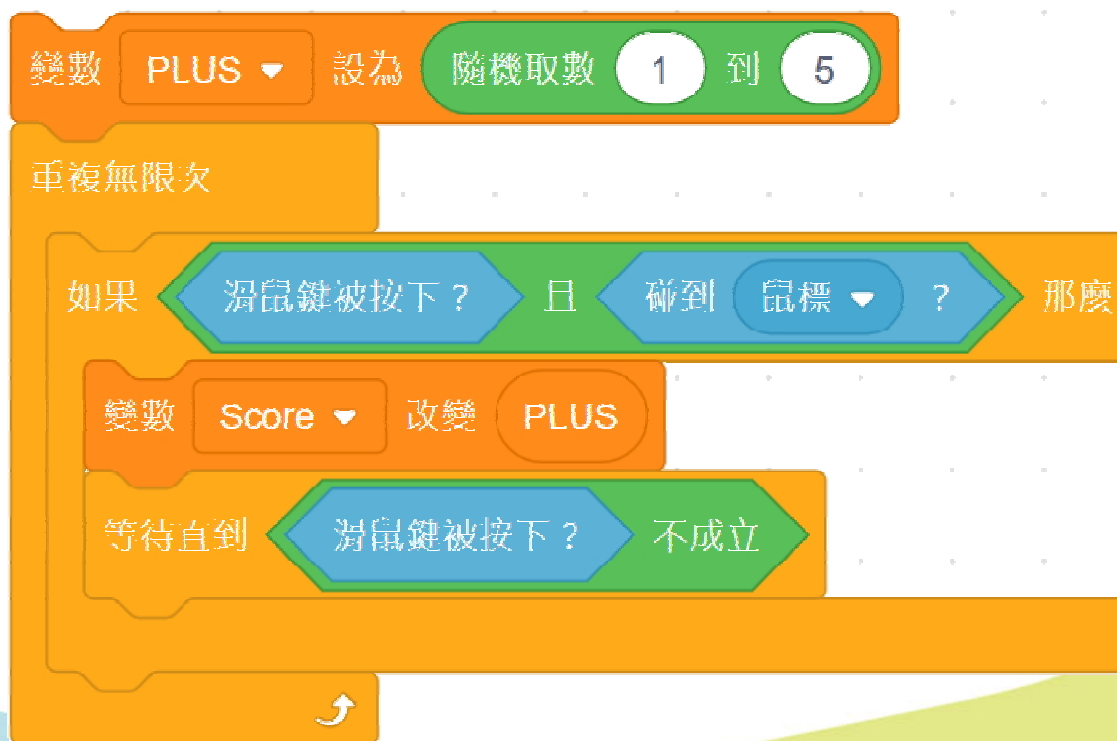 變數 PLUS 設為 隨機取數 1 到 5
重複無限次
如果 滑鼠鍵被按下？ 且 碰到 鼠標 ？ 那麼
變數 Score 改變 PLUS
等待直到 滑鼠鍵被按下？ 不成立